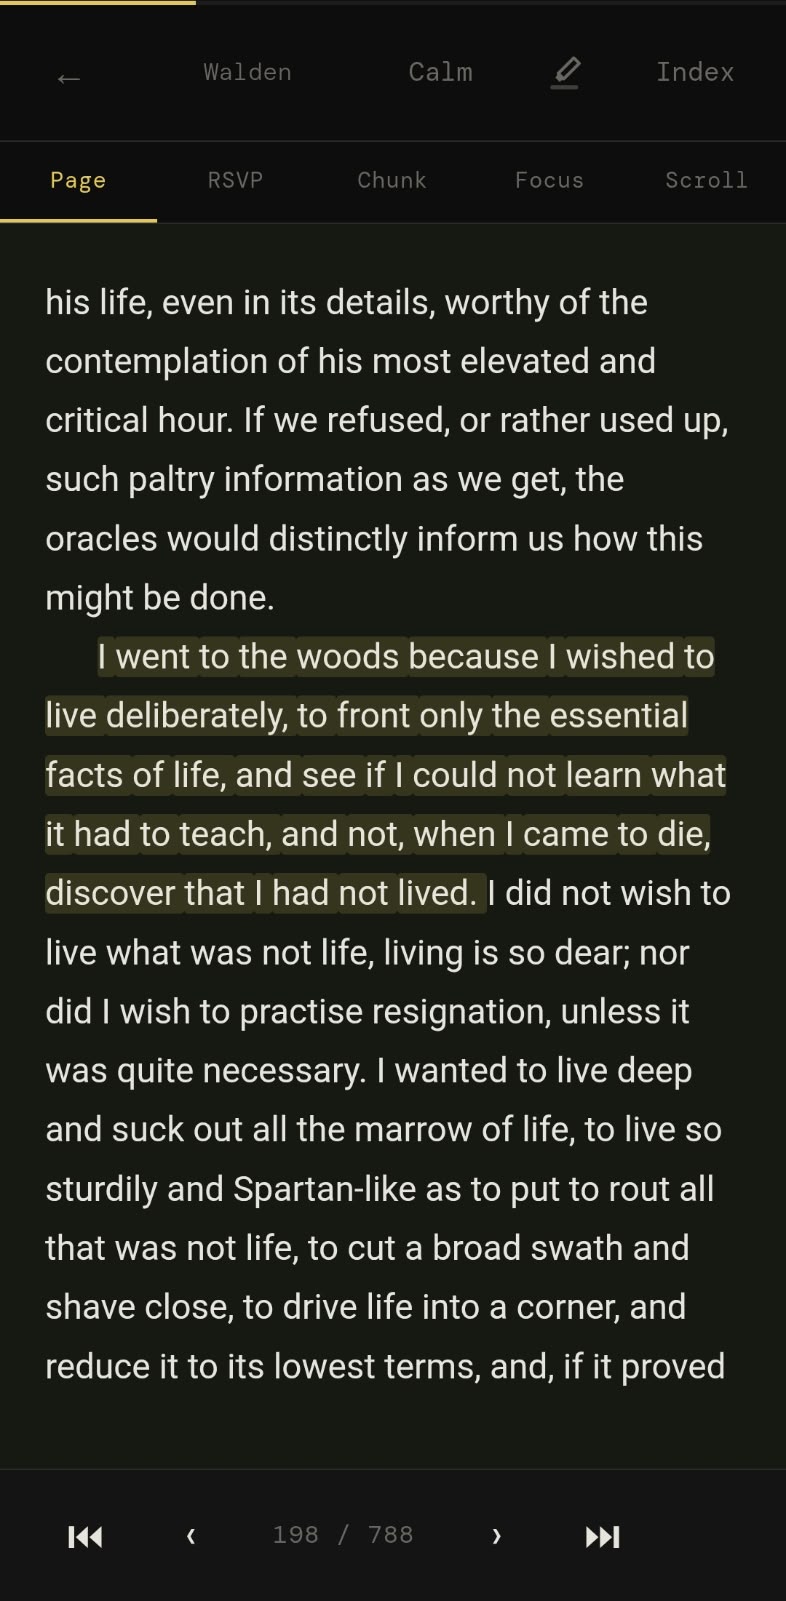 ← Walden Calm Index
Page RSVP Chunk Focus Scroll
his life, even in its details, worthy of the
contemplation of his most elevated and
critical hour. If we refused, or rather used up,
such paltry information as we get, the
oracles would distinctly inform us how this
might be done.
I went to the woods because I wished to
live deliberately, to front only the essential
facts of life, and see if I could not learn what
it had to teach, and not, when I came to die,
discover that I had not lived. I did not wish to
live what was not life, living is so dear; nor
did I wish to practise resignation, unless it
was quite necessary. I wanted to live deep
and suck out all the marrow of life, to live so
sturdily and Spartan-like as to put to rout all
that was not life, to cut a broad swath and
shave close, to drive life into a corner, and
reduce it to its lowest terms, and, if it proved
‹ 198 / 788 ›